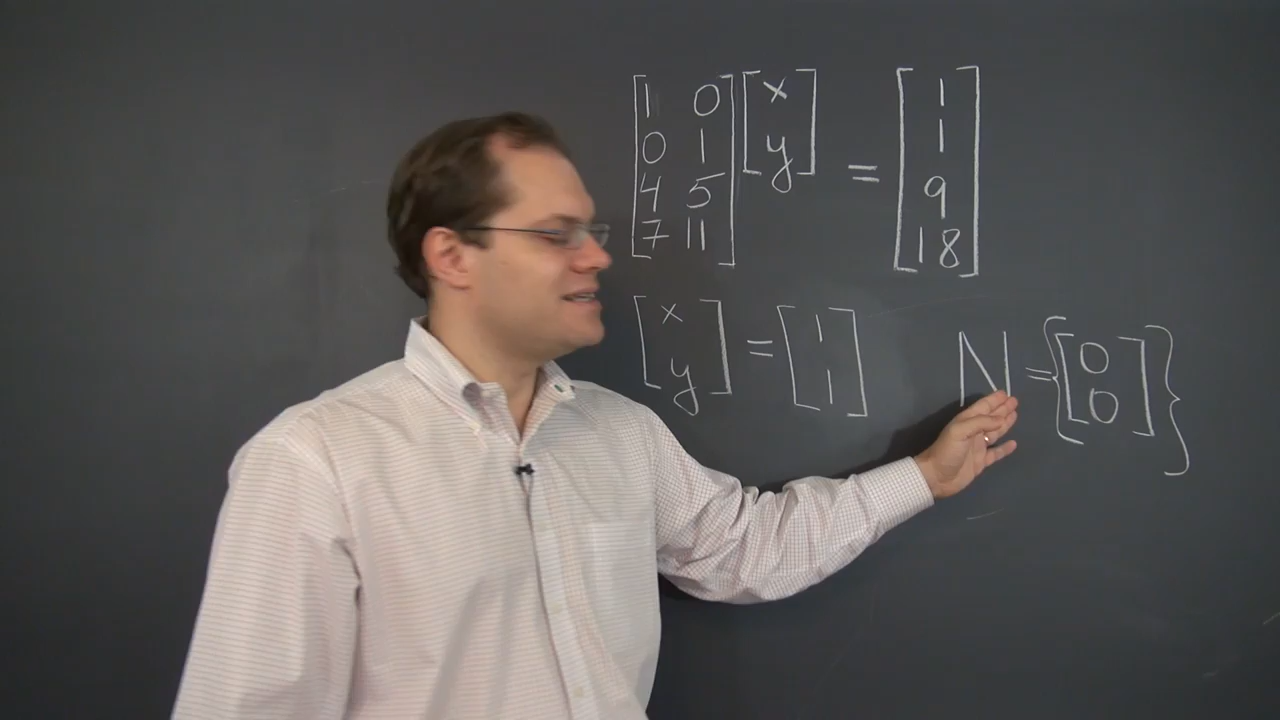 [1 0] [x] [1]
[0 1] [y] = [1]
[4 5] [9]
[7 11] [18]
[x] = [1] N = {[0]
[y] [1] [0]}